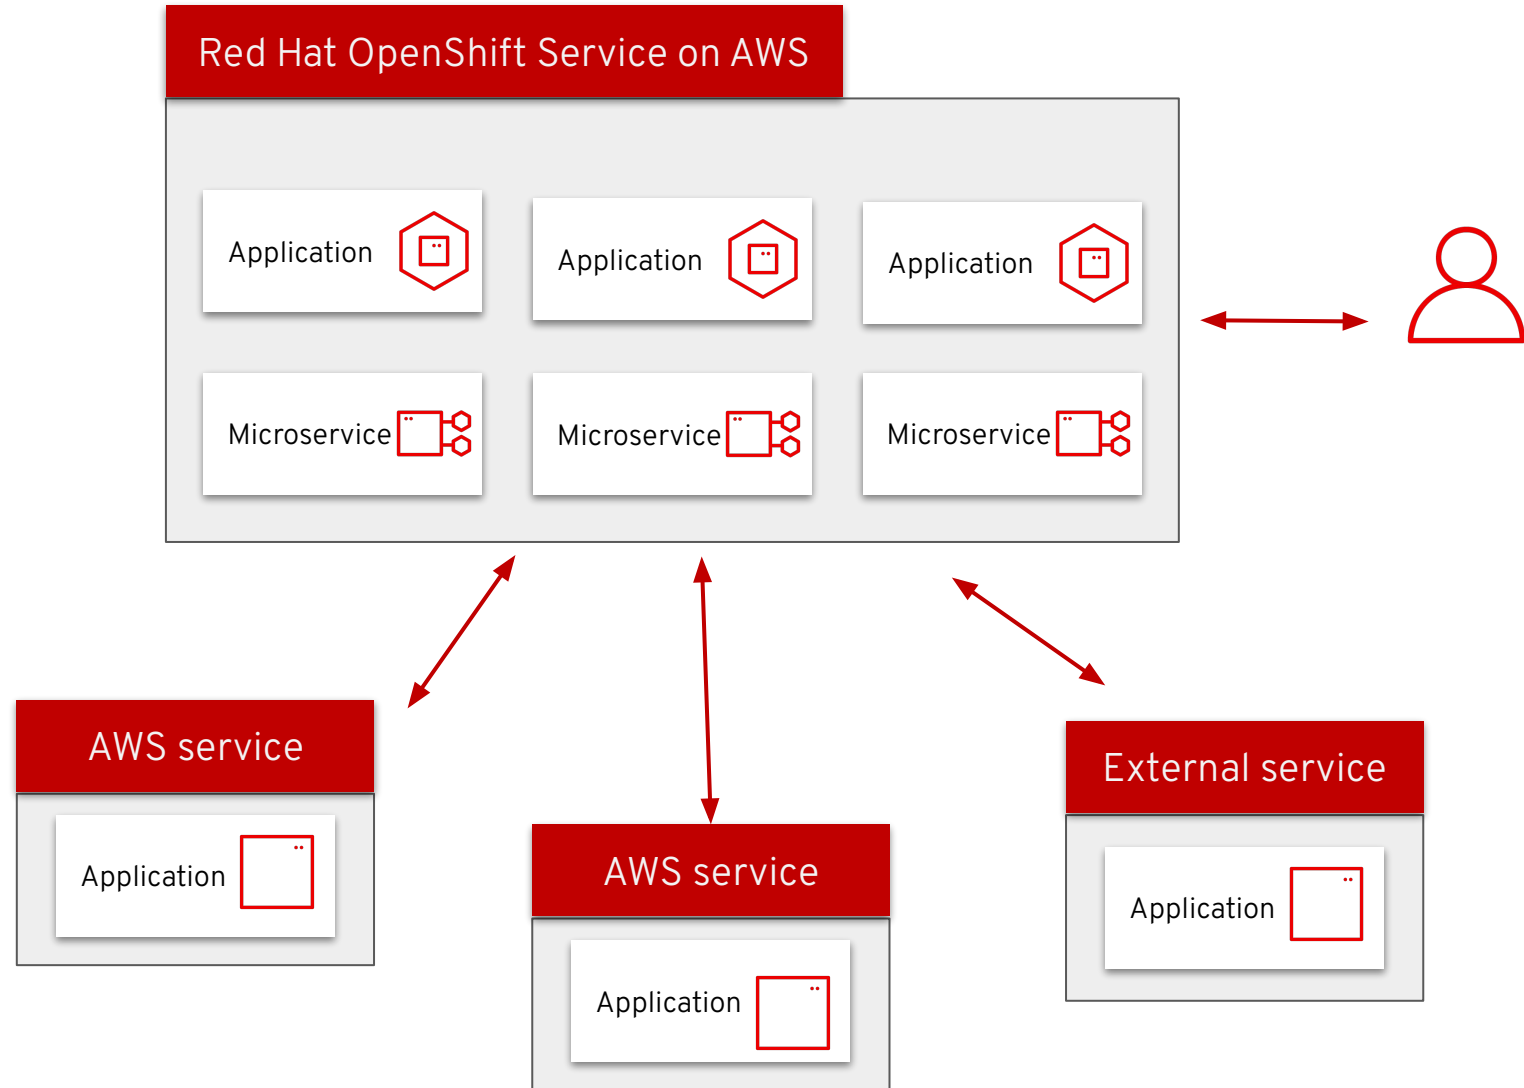 Red Hat OpenShift Service on AWS
Application
Application
Application
Microservice
Microservice
Microservice
AWS service
Application
AWS service
Application
External service
Application